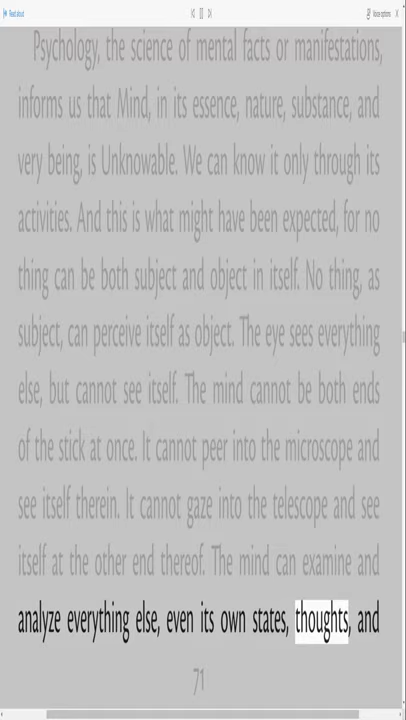 Read aloud
Voice options
Psychology, the science of mental facts or manifestations,
informs us that Mind, in its essence, nature, substance, and
very being, is Unknowable. We can know it only through its
activities. And this is what might have been expected, for no
thing can be both subject and object in itself. No thing, as
subject, can perceive itself as object. The eye sees everything
else, but cannot see itself. The mind cannot be both ends
of the stick at once. It cannot peer into the microscope and
see itself therein. It cannot gaze into the telescope and see
itself at the other end thereof. The mind can examine and
analyze everything else, even its own states, thoughts, and
71